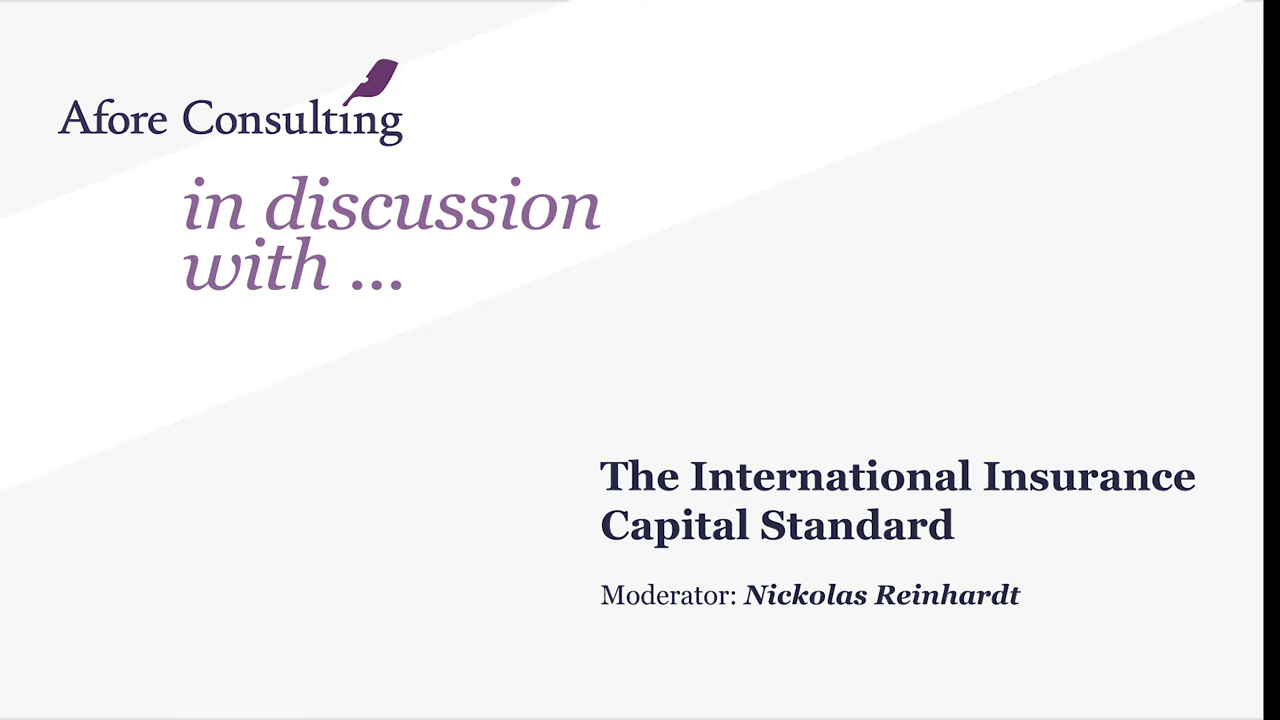 Afore Consulting
in discussion
with ...
The International Insurance
Capital Standard
Moderator: Nickolas Reinhardt